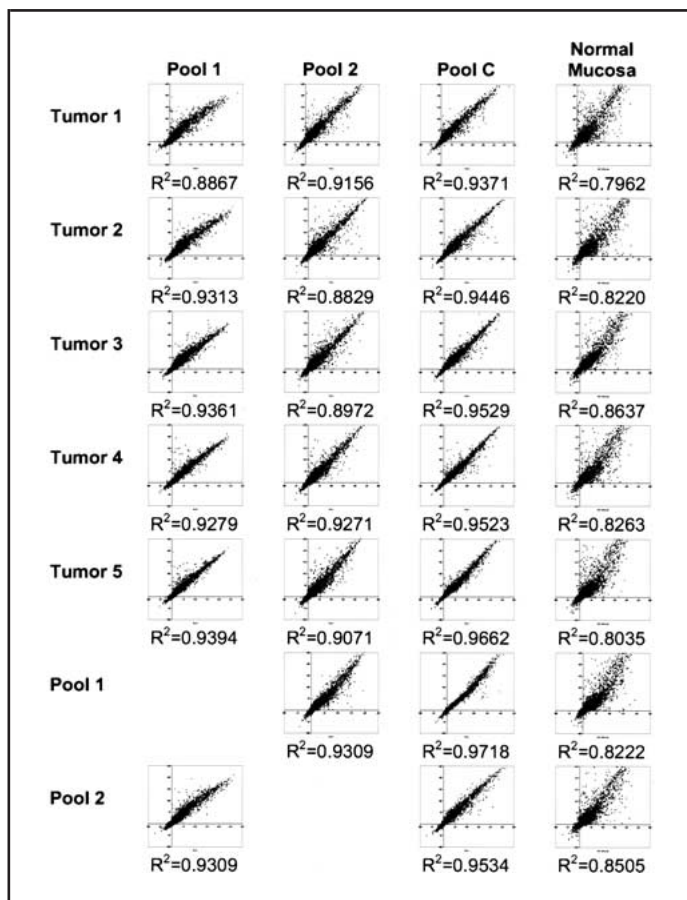 Normal
Pool 1 Pool 2 Pool C Mucosa
Tumor 1
R²=0.8867 R²=0.9156 R²=0.9371 R²=0.7962
Tumor 2
R²=0.9313 R²=0.8829 R²=0.9446 R²=0.8220
Tumor 3
R²=0.9361 R²=0.8972 R²=0.9529 R²=0.8637
Tumor 4
R²=0.9279 R²=0.9271 R²=0.9523 R²=0.8263
Tumor 5
R²=0.9394 R²=0.9071 R²=0.9662 R²=0.8035
Pool 1
R²=0.9309 R²=0.9718 R²=0.8222
Pool 2
R²=0.9309 R²=0.9534 R²=0.8505